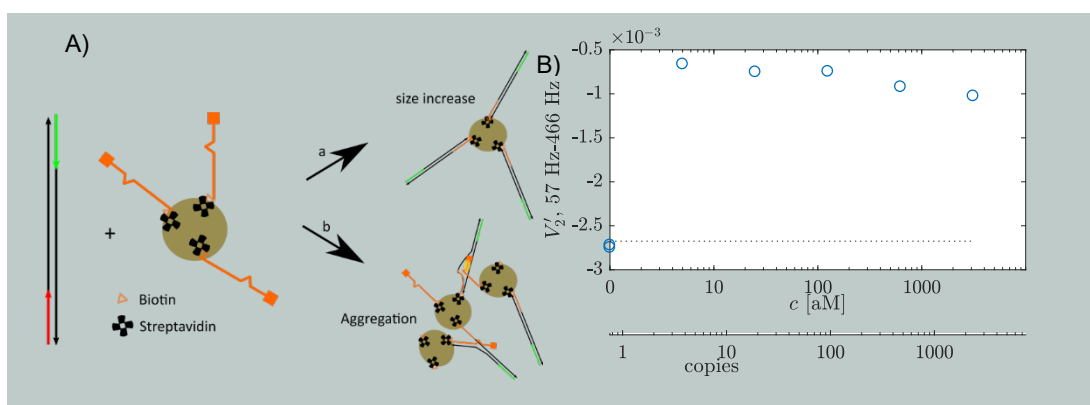 A)
size increase
a
+
b
Biotin
Streptavidin
Aggregation
B)
×10⁻³
-0.5
-1
-1.5
-2
-2.5
-3
V₂′, 57 Hz-466 Hz
0 10 100 1000
c [aM]
1 10 100 1000
copies